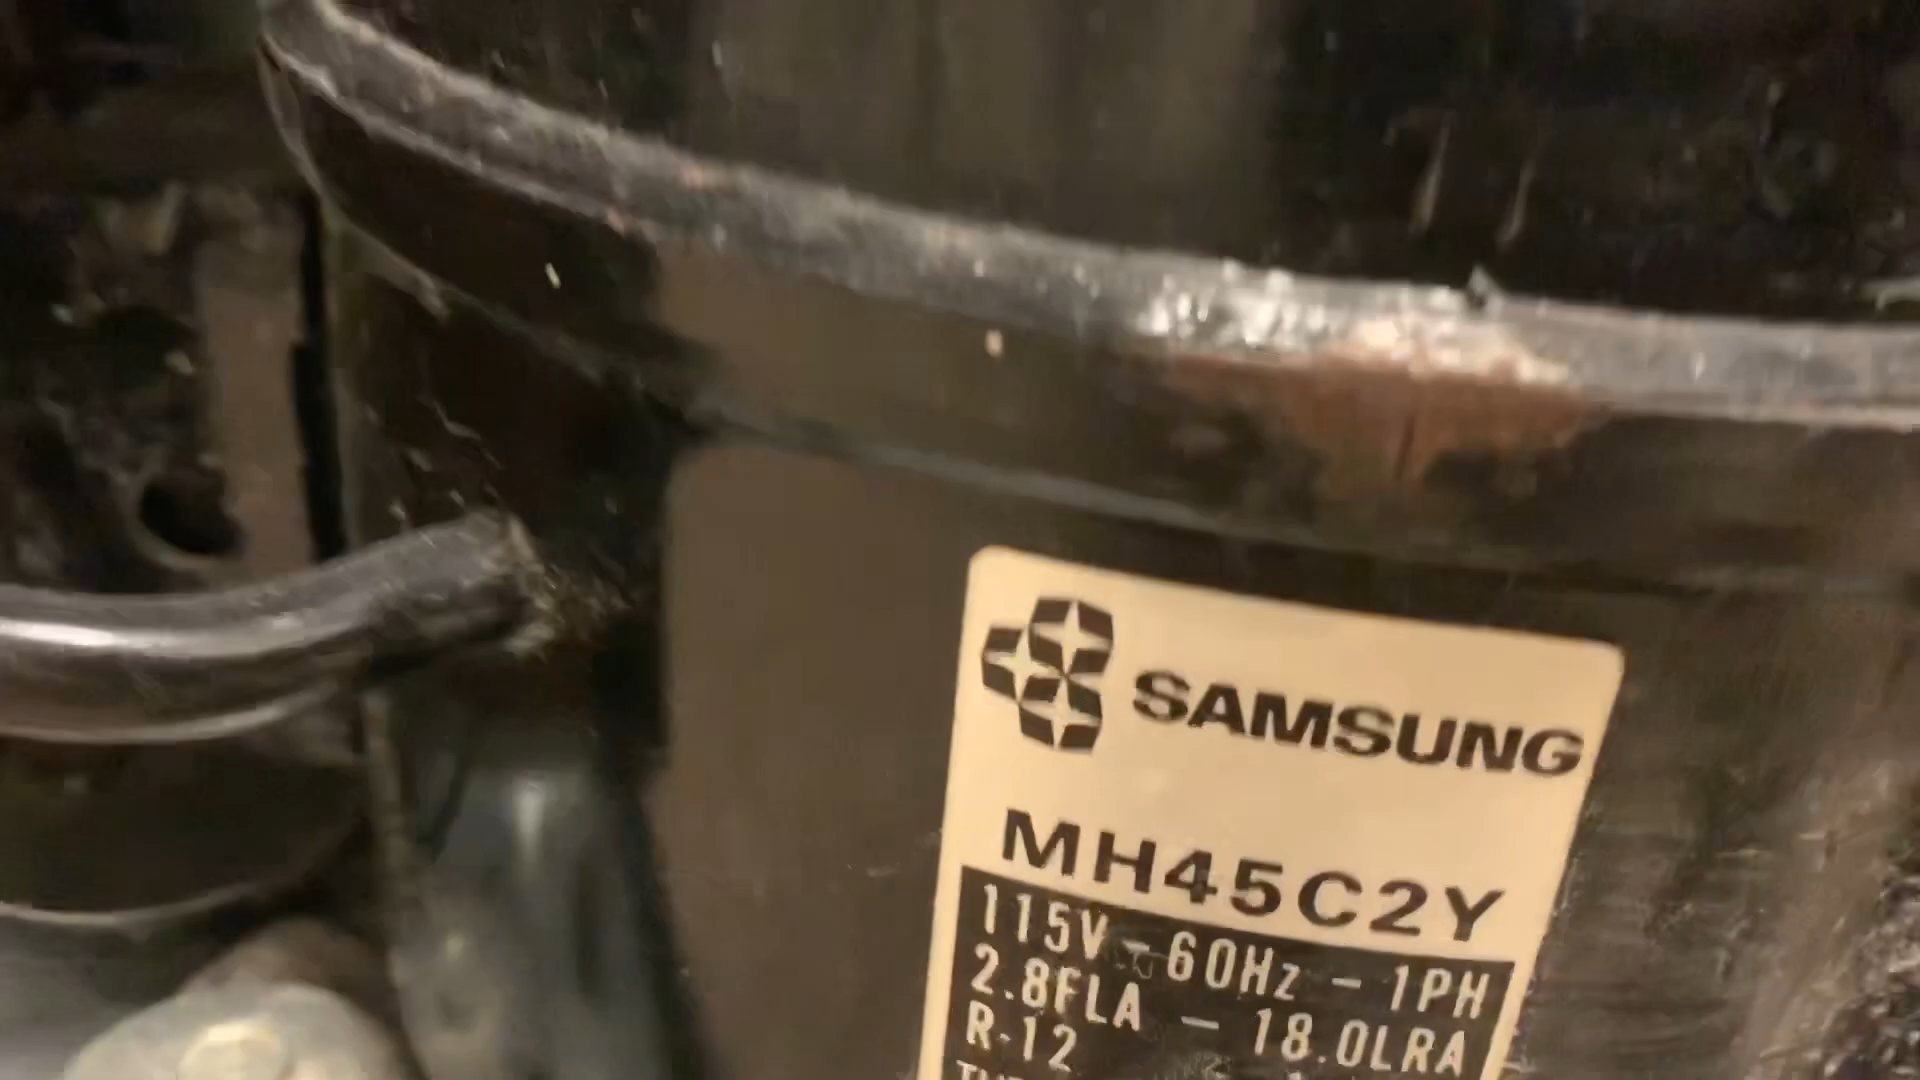 SAMSUNG
MH45C2Y
115V - 60Hz - 1PH
2.8FLA - 18.0LRA
R-12